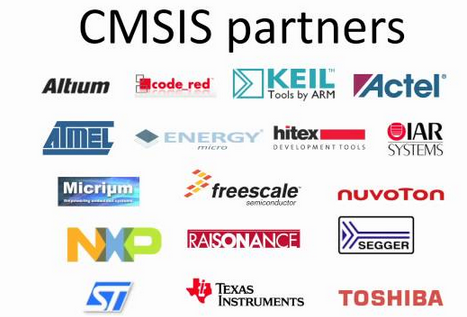 CMSIS partners
Altium
code_red
KEIL
Tools by ARM
Actel
ATMEL
ENERGY
micro
hitex
DEVELOPMENT TOOLS
IAR
SYSTEMS
Micriµm
freescale
semiconductor
nuvoTon
NXP
RAISONANCE
SEGGER
ST
TEXAS
INSTRUMENTS
TOSHIBA